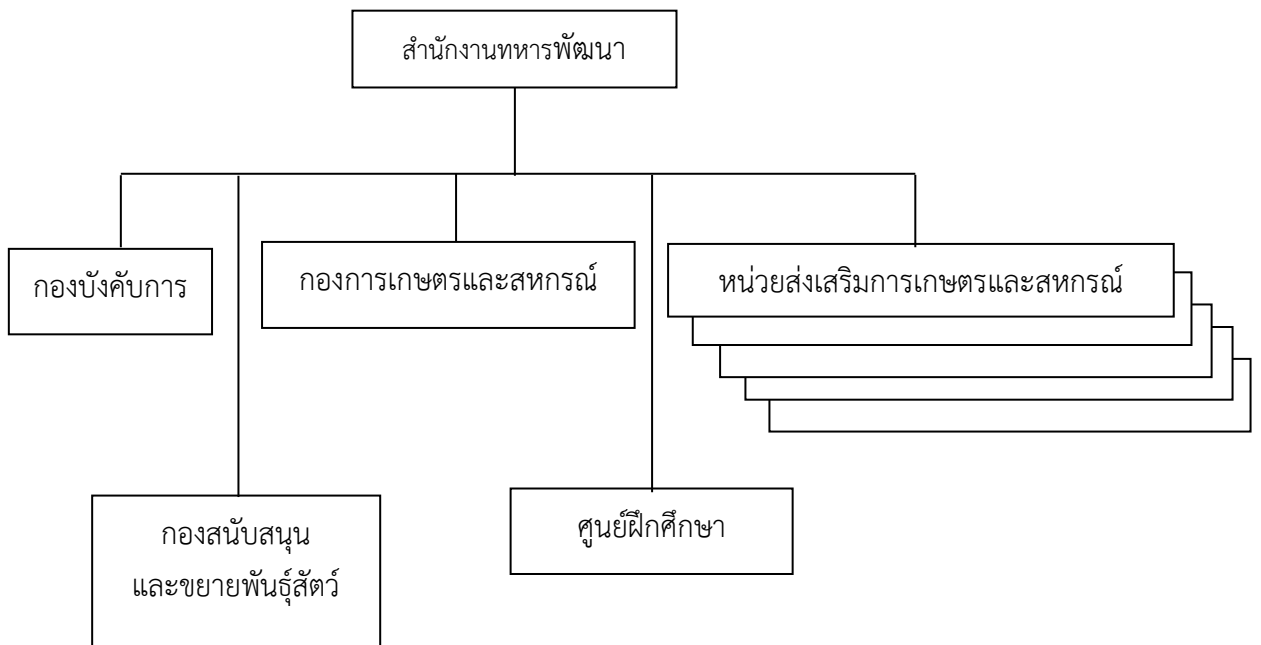 สำนักงานทหารพัฒนา
กองบังคับการ
กองการเกษตรและสหกรณ์
หน่วยส่งเสริมการเกษตรและสหกรณ์
กองสนับสนุน
และขยายพันธุ์สัตว์
ศูนย์ฝึกศึกษา